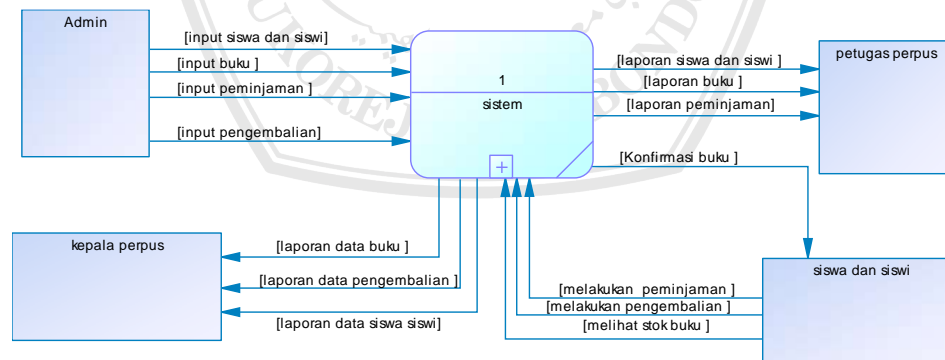 Admin
[input siswa dan siswi]
[input buku ]
[input peminjaman ]
[input pengembalian]
1
sistem
[laporan siswa dan siswi ]
[laporan buku ]
[laporan peminjaman]
petugas perpus
[Konfirmasi buku ]
kepala perpus
[laporan data buku ]
[laporan data pengembalian ]
[laporan data siswa siswi]
siswa dan siswi
[melakukan peminjaman ]
[melakukan pengembalian ]
[melihat stok buku ]